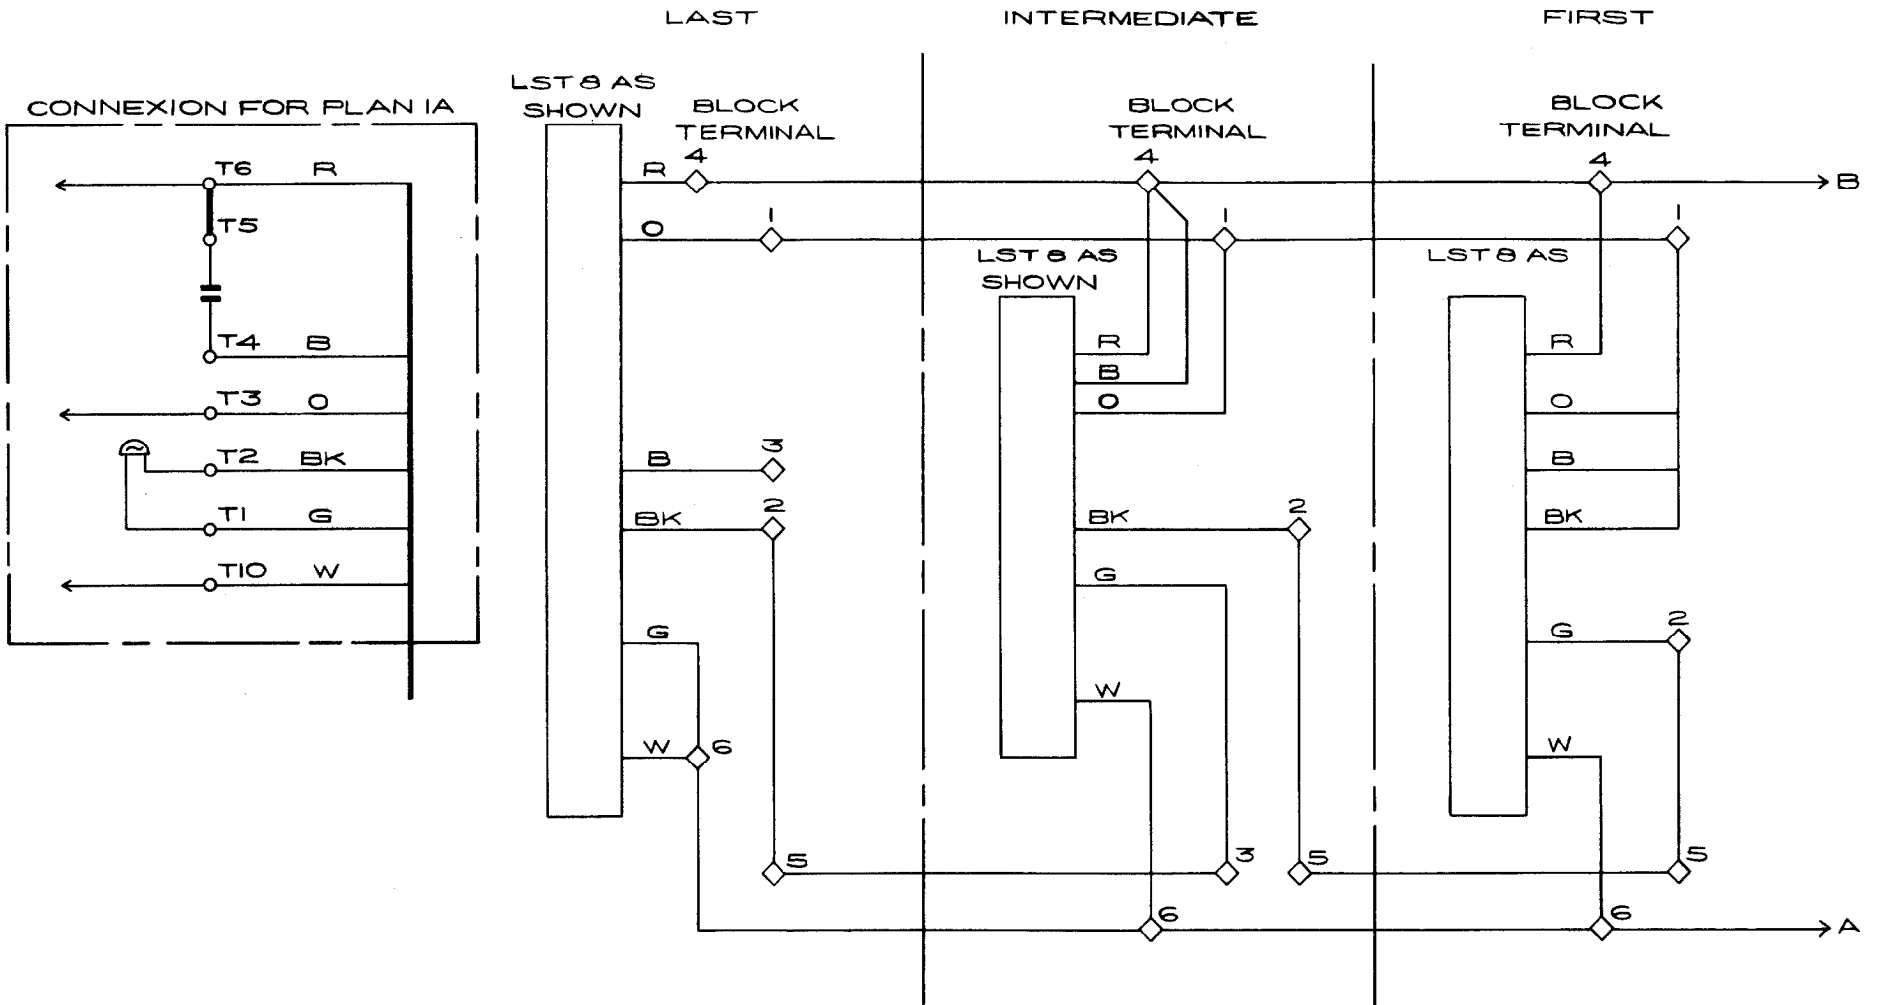 LAST
INTERMEDIATE
FIRST
CONNEXION FOR PLAN 1A
T6 R
T5
T4 B
T3 O
T2 BK
T1 G
T10 W
LST 8 AS
SHOWN
BLOCK
TERMINAL
R 4
O 1
B 3
BK 2
G
W 6
5
BLOCK
TERMINAL
4
1
LST 8 AS
SHOWN
R
B
O
BK 2
G
W
3
5
6
BLOCK
TERMINAL
4
B
1
LST 8 AS
R
O
B
BK
G 2
W
5
6
A